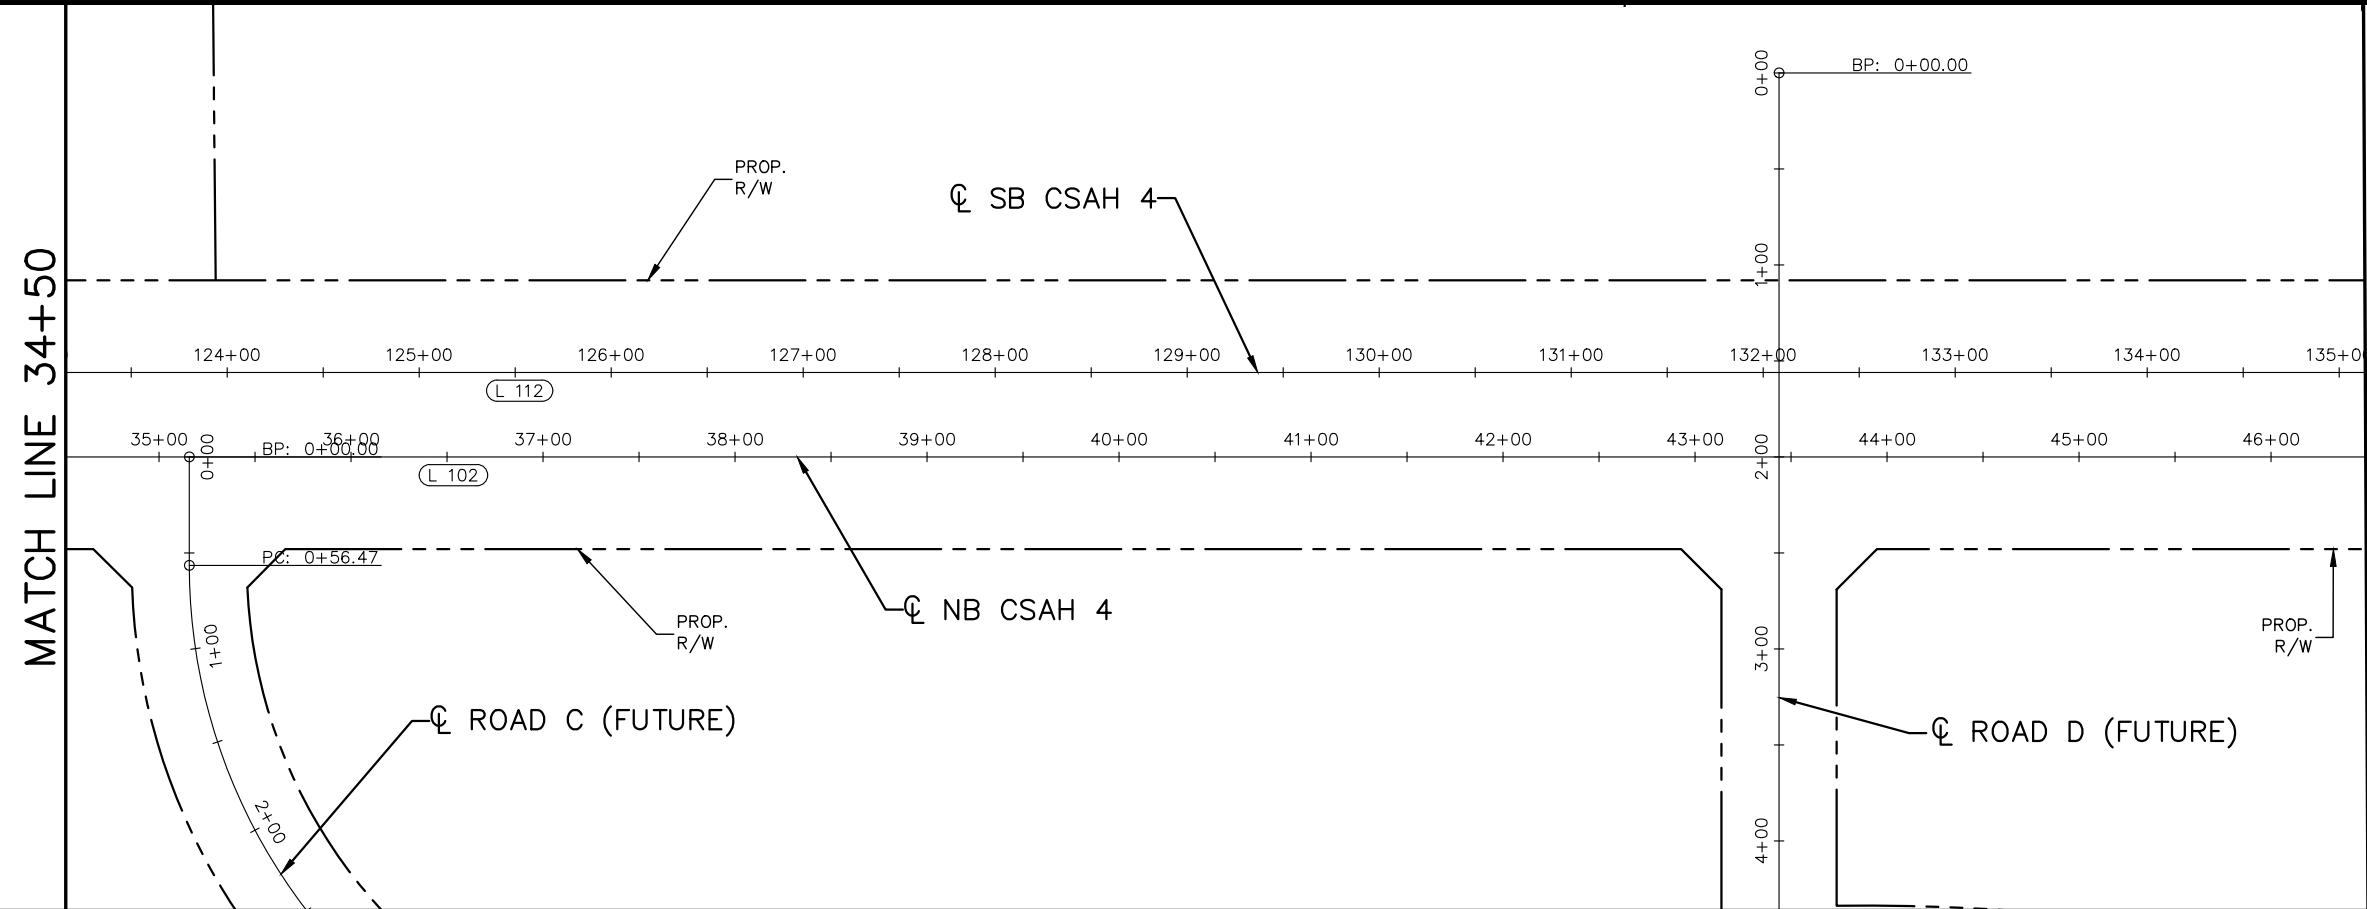 MATCH LINE 34+50
BP: 0+00.00
0+00
PROP.
R/W
℄ SB CSAH 4
1+00
124+00 125+00 126+00 127+00 128+00 129+00 130+00 131+00 132+00 133+00 134+00 135+0
L 112
35+00 36+00 37+00 38+00 39+00 40+00 41+00 42+00 43+00 44+00 45+00 46+00
BP: 0+00.00
0+00
2+00
L 102
PC: 0+56.47
℄ NB CSAH 4
PROP.
R/W
PROP.
R/W
1+00
3+00
℄ ROAD C (FUTURE)
℄ ROAD D (FUTURE)
2+00
4+00